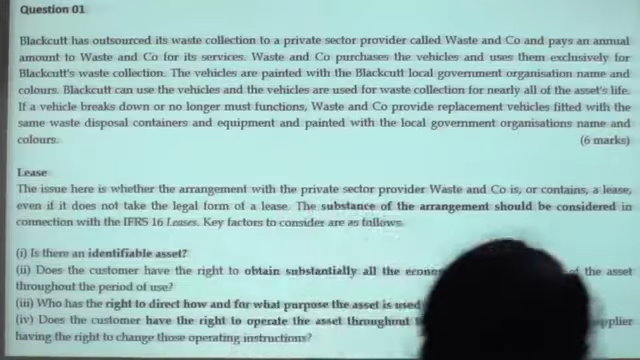 Question 01
Blackcutt has outsourced its waste collection to a private sector provider called Waste and Co and pays an annual
amount to Waste and Co for its services. Waste and Co purchases the vehicles and uses them exclusively for
Blackcutt's waste collection. The vehicles are painted with the Blackcutt local government organisation name and
colours. Blackcutt can use the vehicles and the vehicles are used for waste collection for nearly all of the asset's life.
If a vehicle breaks down or no longer must functions, Waste and Co provide replacement vehicles fitted with the
same waste disposal containers and equipment and painted with the local government organisations name and
colours. (6 marks)
Lease
The issue here is whether the arrangement with the private sector provider Waste and Co is, or contains, a lease,
even if it does not take the legal form of a lease. The substance of the arrangement should be considered in
connection with the IFRS 16 Leases. Key factors to consider are as follows
(i) Is there an identifiable asset?
(ii) Does the customer have the right to obtain substantially all the of the asset
throughout the period of use?
(iii) Who has the right to direct how and for what purpose the asset is used
(iv) Does the customer have the right to operate the asset throughout
having the right to change those operating instructions?